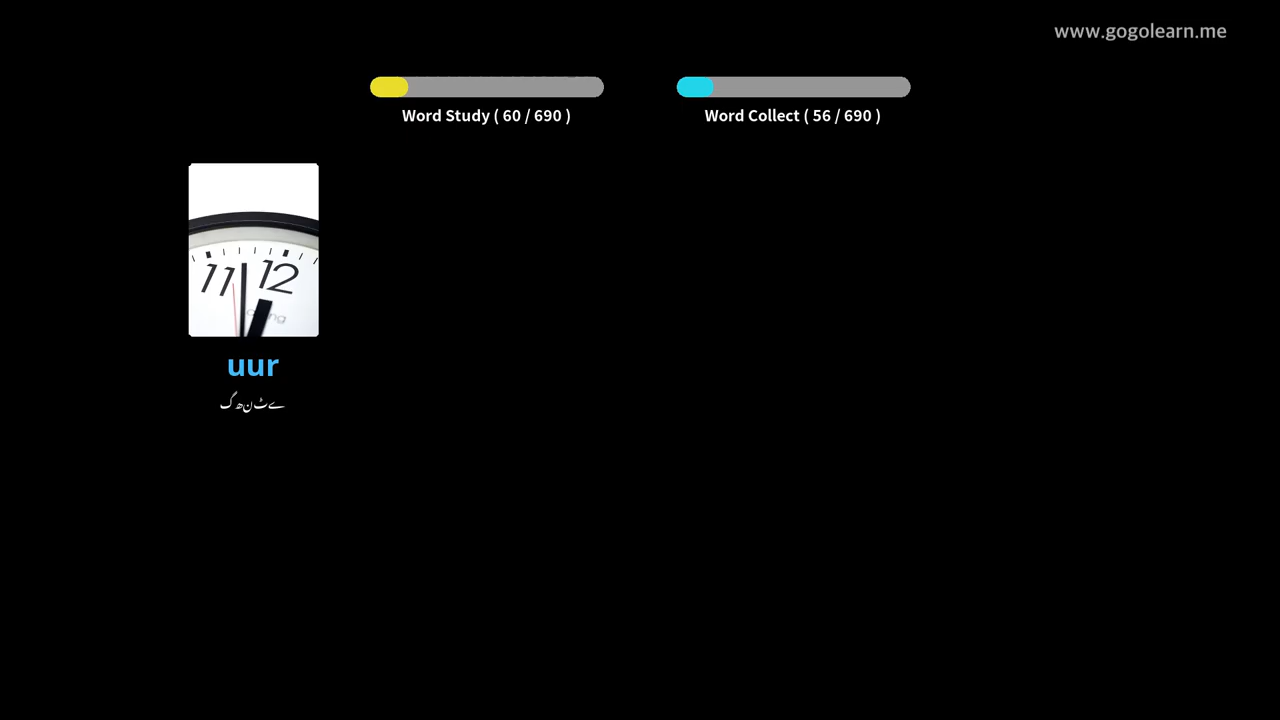 www.gogolearn.me
Word Study ( 60 / 690 )
Word Collect ( 56 / 690 )
11 12
uur
گھنٹے